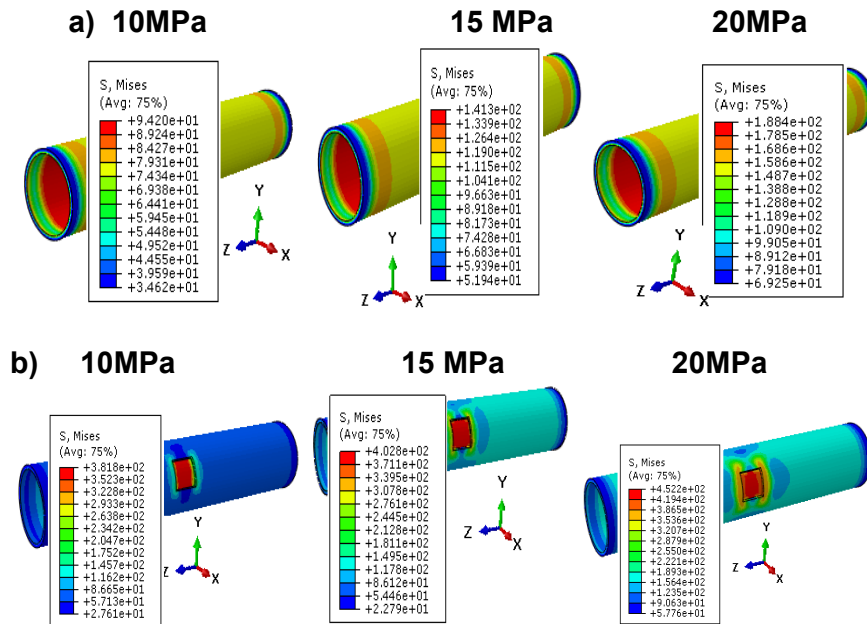 a) 10MPa 15 MPa 20MPa
S, Mises
(Avg: 75%)
+9.420e+01
+8.924e+01
+8.427e+01
+7.931e+01
+7.434e+01
+6.938e+01
+6.441e+01
+5.945e+01
+5.448e+01
+4.952e+01
+4.455e+01
+3.959e+01
+3.462e+01
Y
Z
X
S, Mises
(Avg: 75%)
+1.413e+02
+1.339e+02
+1.264e+02
+1.190e+02
+1.115e+02
+1.041e+02
+9.663e+01
+8.918e+01
+8.173e+01
+7.428e+01
+6.683e+01
+5.939e+01
+5.194e+01
Y
Z
X
S, Mises
(Avg: 75%)
+1.884e+02
+1.785e+02
+1.686e+02
+1.586e+02
+1.487e+02
+1.388e+02
+1.288e+02
+1.189e+02
+1.090e+02
+9.905e+01
+8.912e+01
+7.918e+01
+6.925e+01
Y
Z
X
b) 10MPa 15 MPa 20MPa
S, Mises
(Avg: 75%)
+3.818e+02
+3.523e+02
+3.228e+02
+2.933e+02
+2.638e+02
+2.342e+02
+2.047e+02
+1.752e+02
+1.457e+02
+1.162e+02
+8.665e+01
+5.713e+01
+2.761e+01
Y
Z
X
S, Mises
(Avg: 75%)
+4.028e+02
+3.711e+02
+3.395e+02
+3.078e+02
+2.761e+02
+2.445e+02
+2.128e+02
+1.811e+02
+1.495e+02
+1.178e+02
+8.612e+01
+5.446e+01
+2.279e+01
Y
Z
X
S, Mises
(Avg: 75%)
+4.522e+02
+4.194e+02
+3.865e+02
+3.536e+02
+3.207e+02
+2.879e+02
+2.550e+02
+2.221e+02
+1.893e+02
+1.564e+02
+1.235e+02
+9.063e+01
+5.776e+01
Y
Z
X